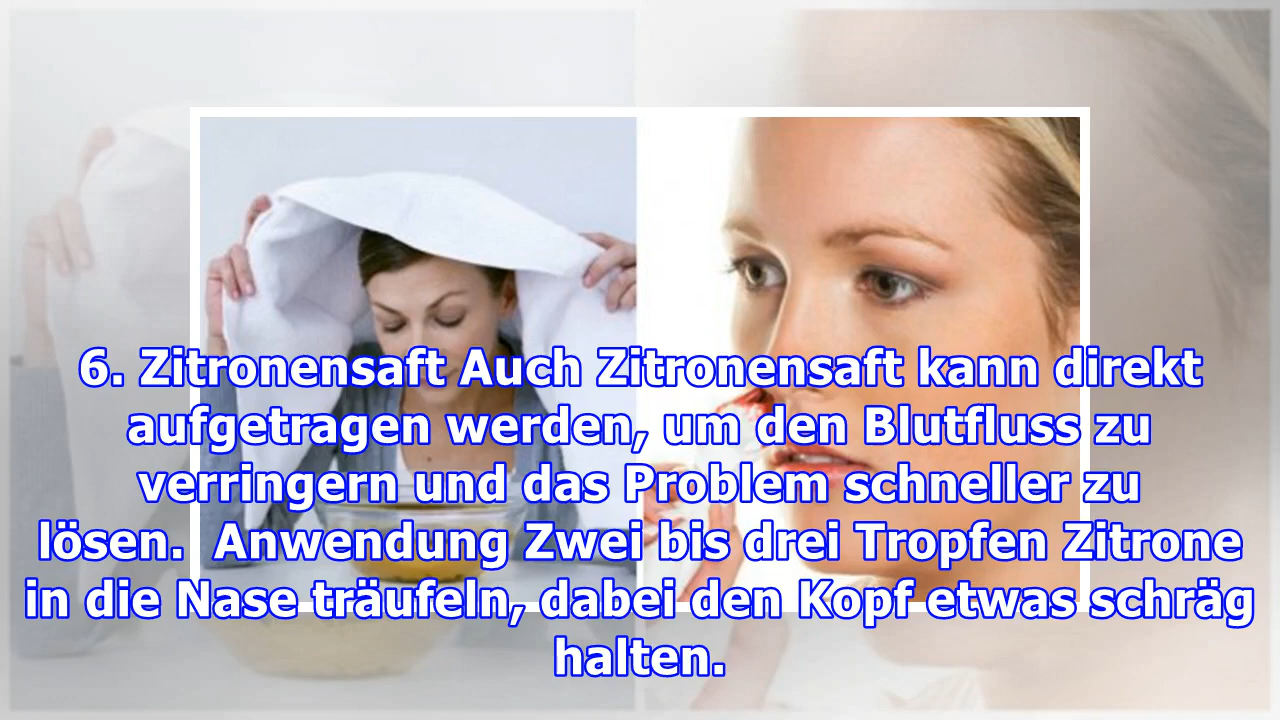 6. Zitronensaft Auch Zitronensaft kann direkt
aufgetragen werden, um den Blutfluss zu
verringern und das Problem schneller zu
lösen.  Anwendung Zwei bis drei Tropfen Zitrone
in die Nase träufeln, dabei den Kopf etwas schräg
halten.